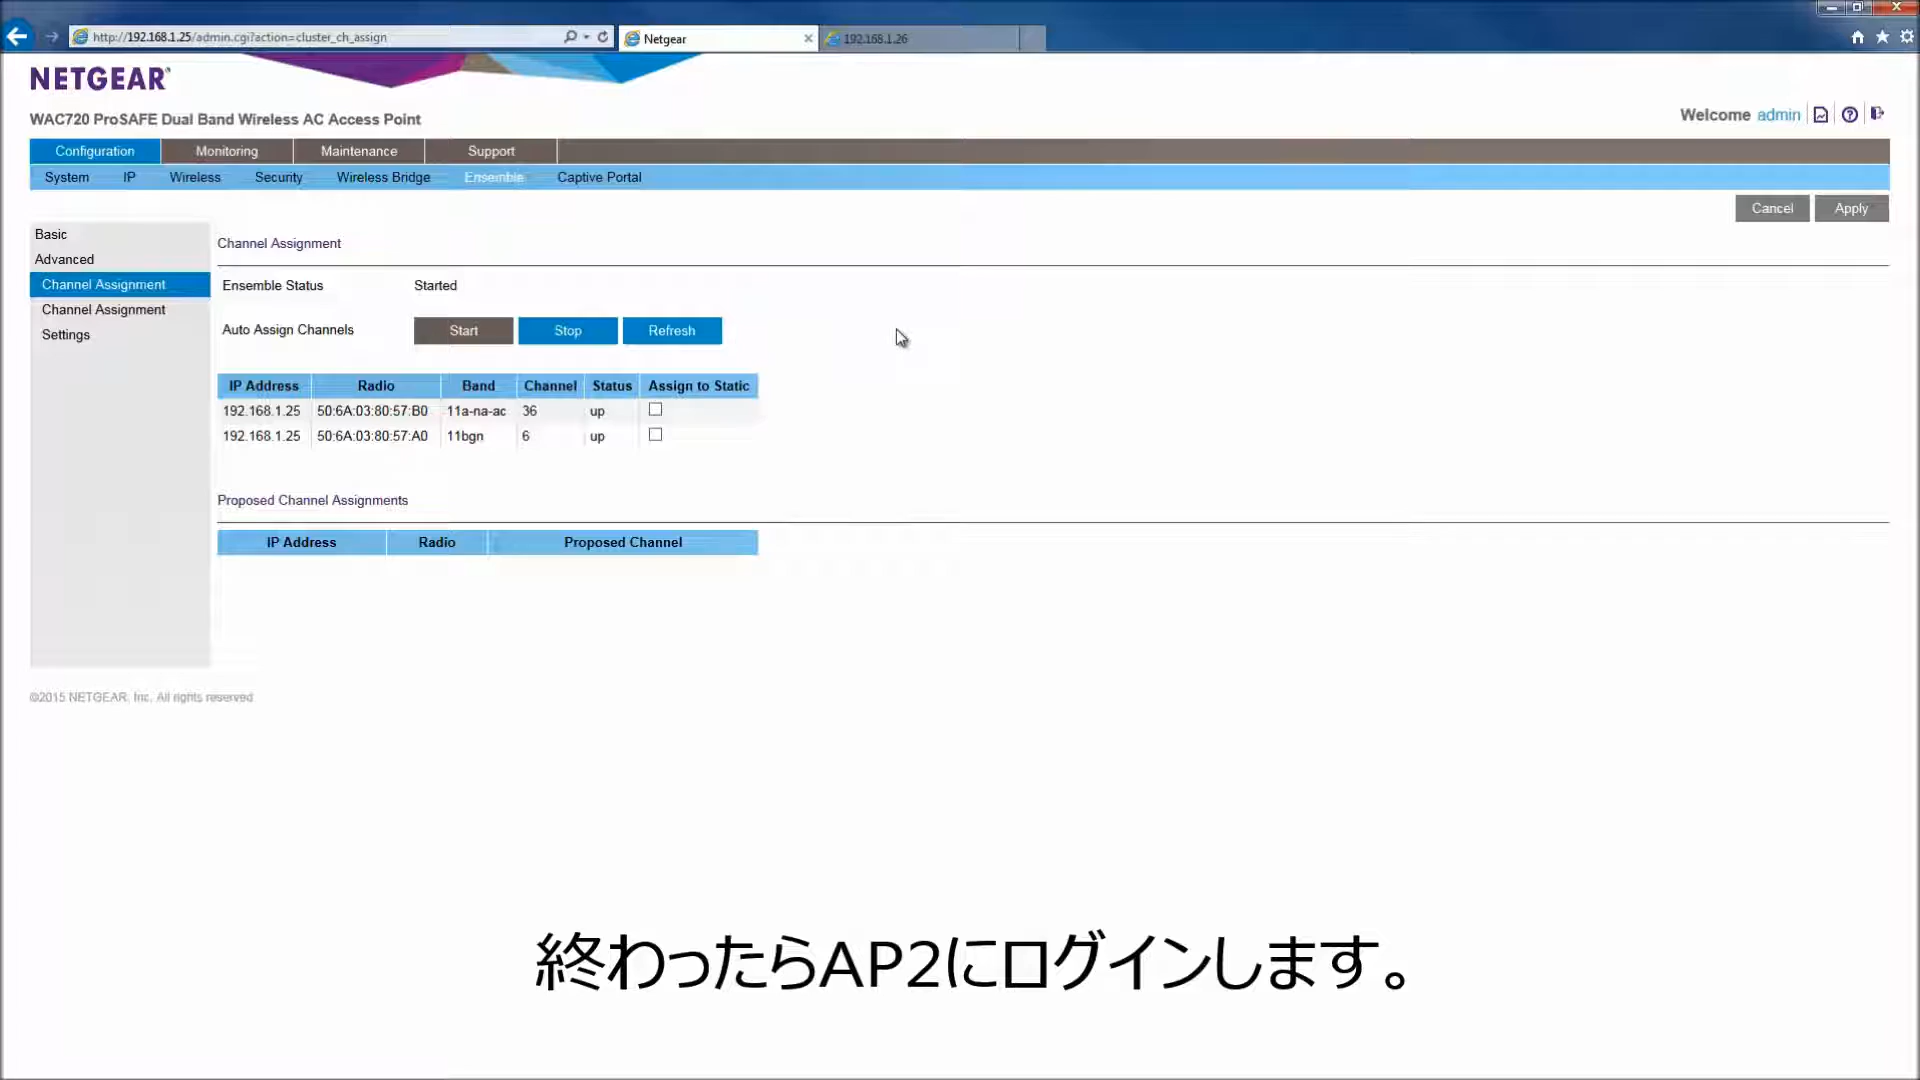 http://192.168.1.25/admin.cgi?action=cluster_ch_assign
Netgear
192.168.1.26
NETGEAR
WAC720 ProSAFE Dual Band Wireless AC Access Point
Welcome admin
Configuration Monitoring Maintenance Support
System IP Wireless Security Wireless Bridge Ensemble Captive Portal
Cancel Apply
Basic
Advanced
Channel Assignment
Channel Assignment
Settings
Channel Assignment
Ensemble Status Started
Auto Assign Channels Start Stop Refresh
IP Address Radio Band Channel Status Assign to Static
192.168.1.25 50:6A:03:80:57:B0 11a-na-ac 36 up
192.168.1.25 50:6A:03:80:57:A0 11bgn 6 up
Proposed Channel Assignments
IP Address Radio Proposed Channel
©2015 NETGEAR, Inc. All rights reserved
終わったらAP2にログインします。